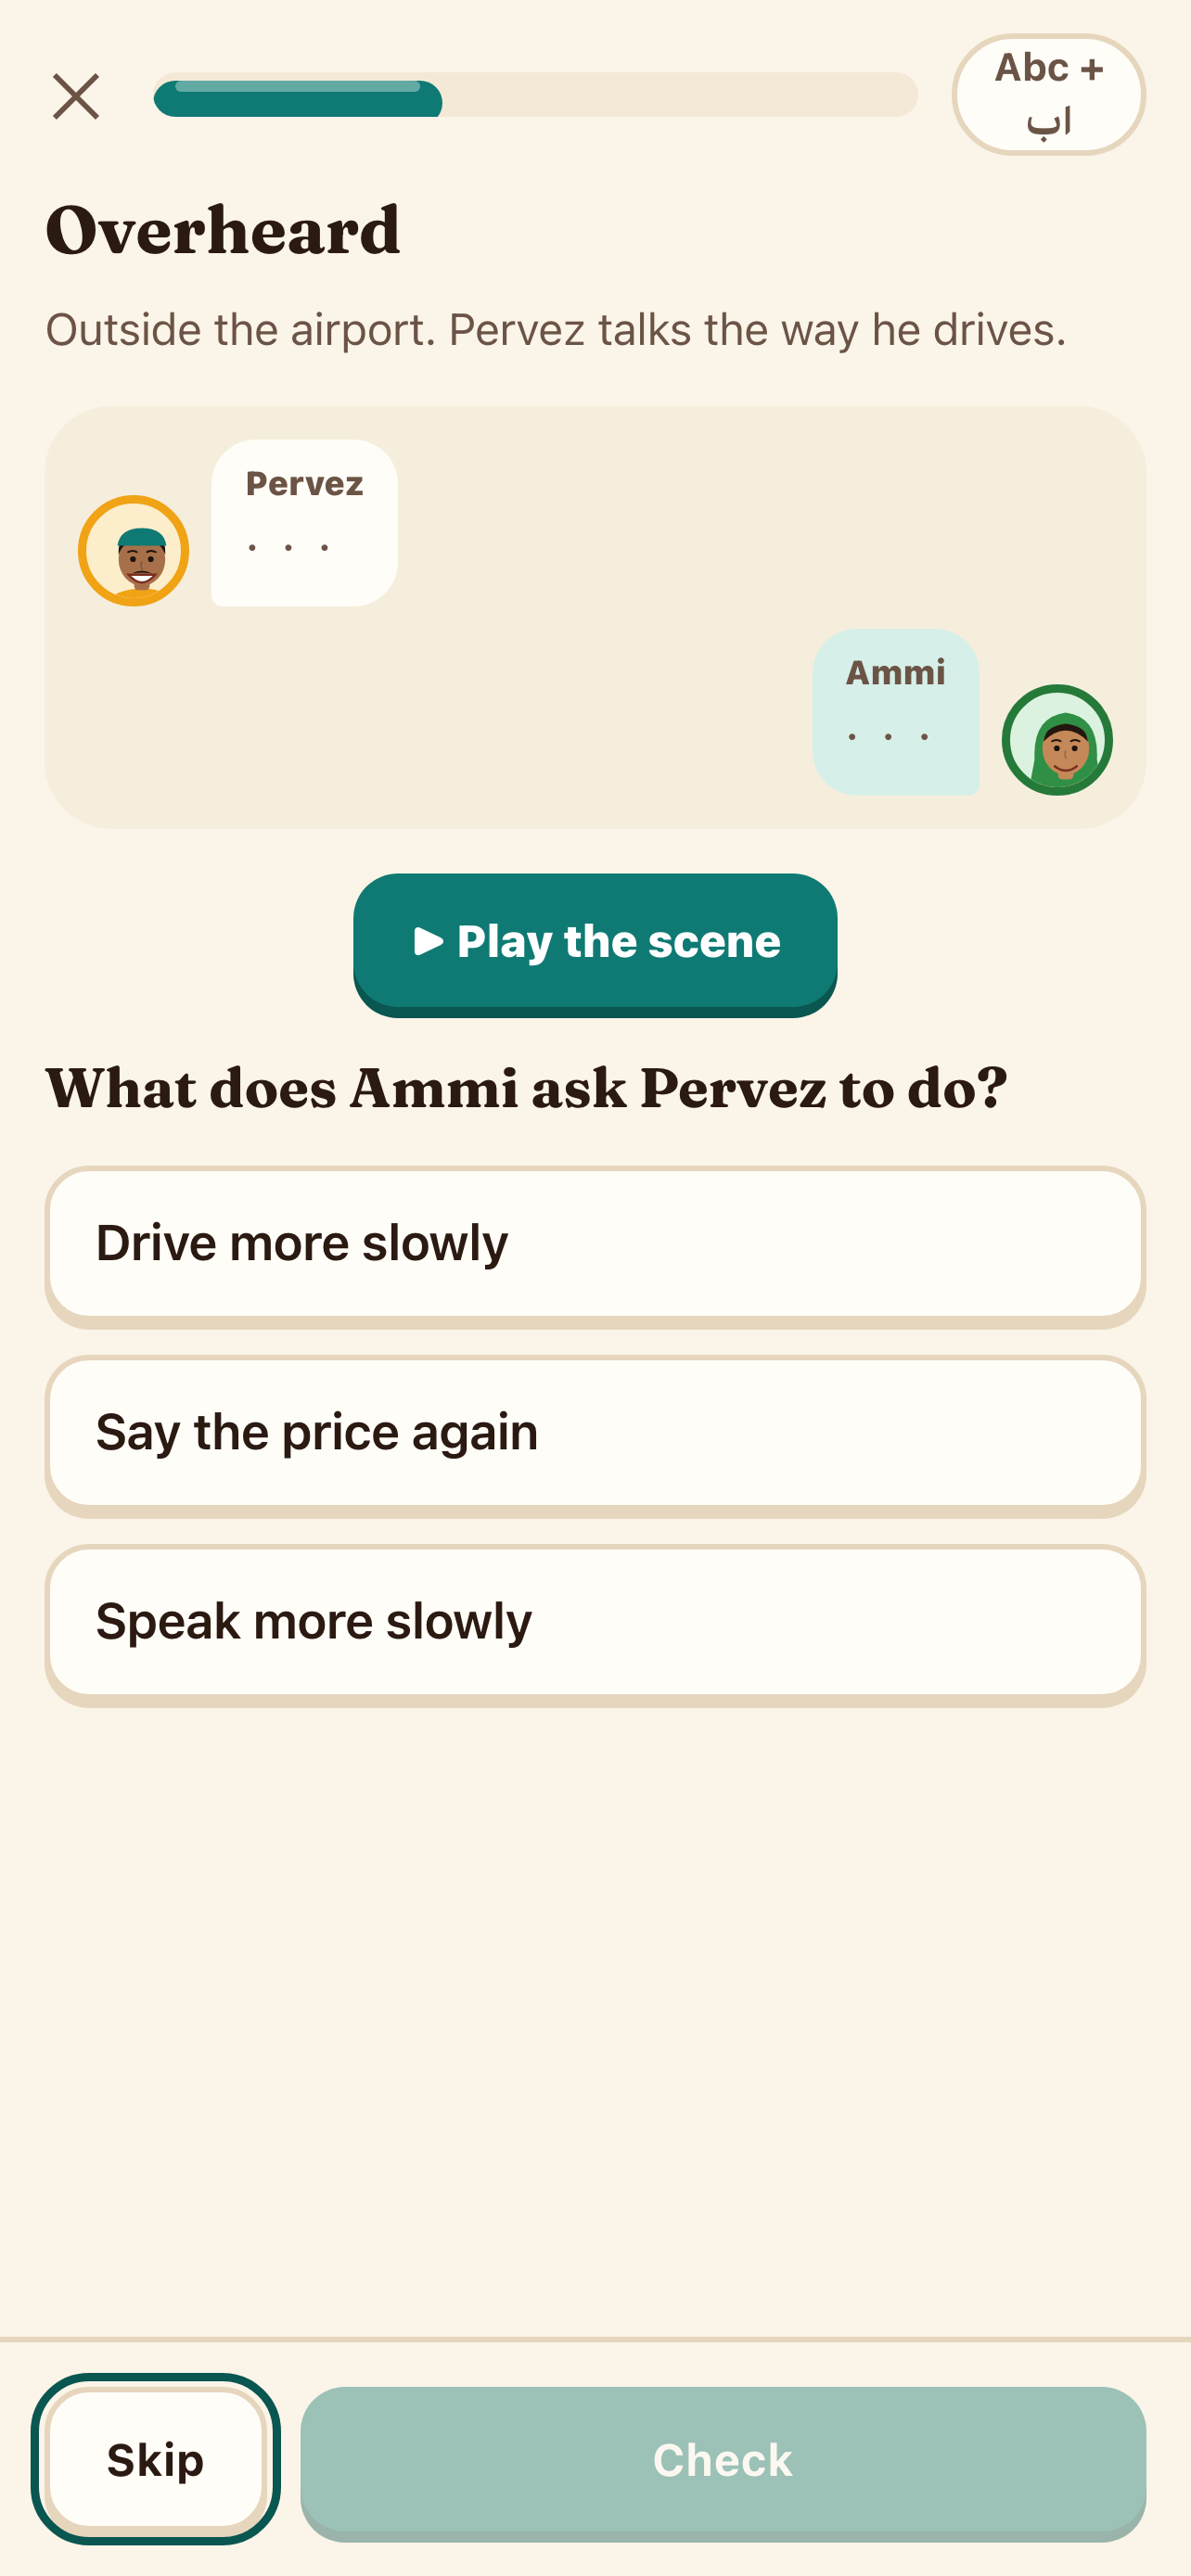 Abc +
اب
Overheard
Outside the airport. Pervez talks the way he drives.
Pervez
· · ·
Ammi
· · ·
Play the scene
What does Ammi ask Pervez to do?
Drive more slowly
Say the price again
Speak more slowly
Skip
Check